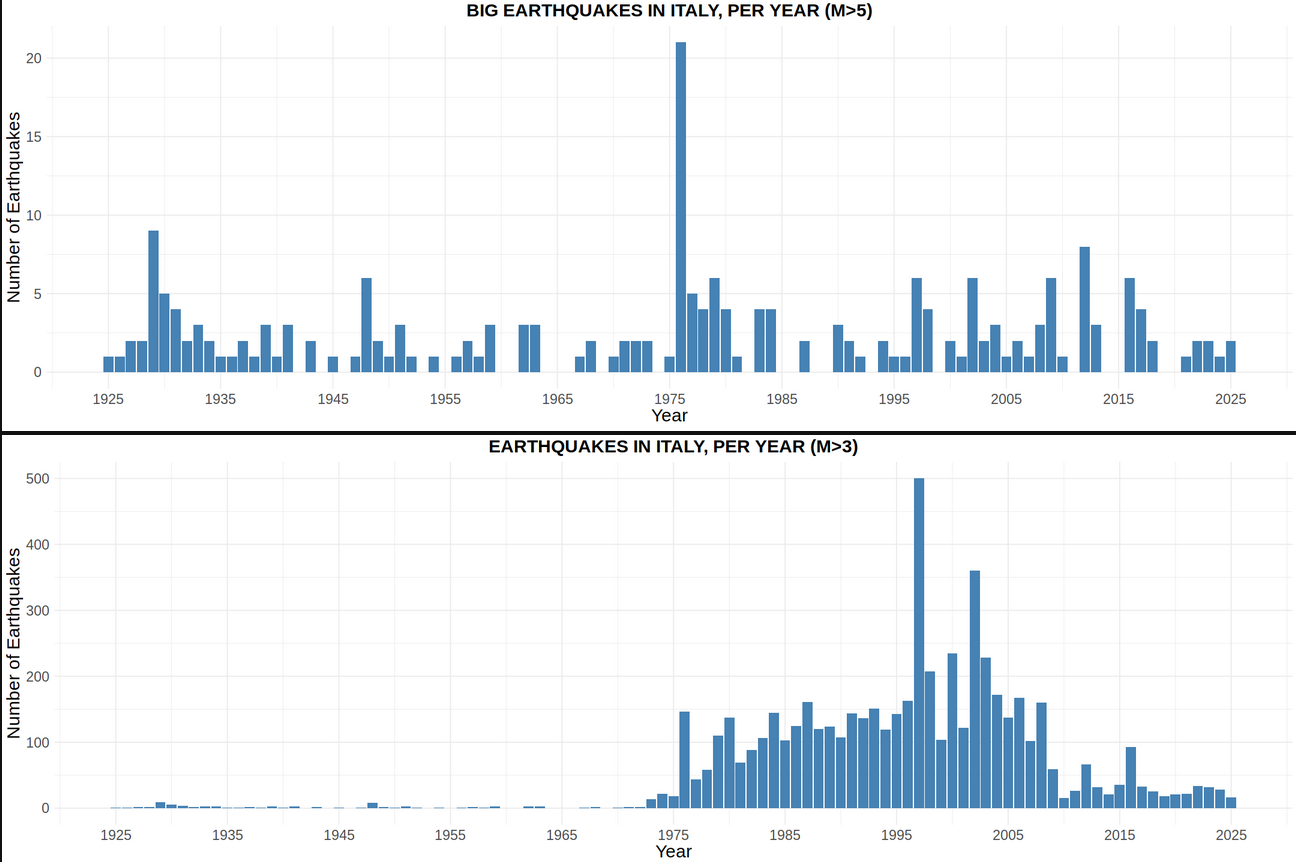 BIG EARTHQUAKES IN ITALY, PER YEAR (M>5)
Number of Earthquakes
20
15
10
5
0
1925 1935 1945 1955 1965 1975 1985 1995 2005 2015 2025
Year
EARTHQUAKES IN ITALY, PER YEAR (M>3)
Number of Earthquakes
500
400
300
200
100
0
1925 1935 1945 1955 1965 1975 1985 1995 2005 2015 2025
Year